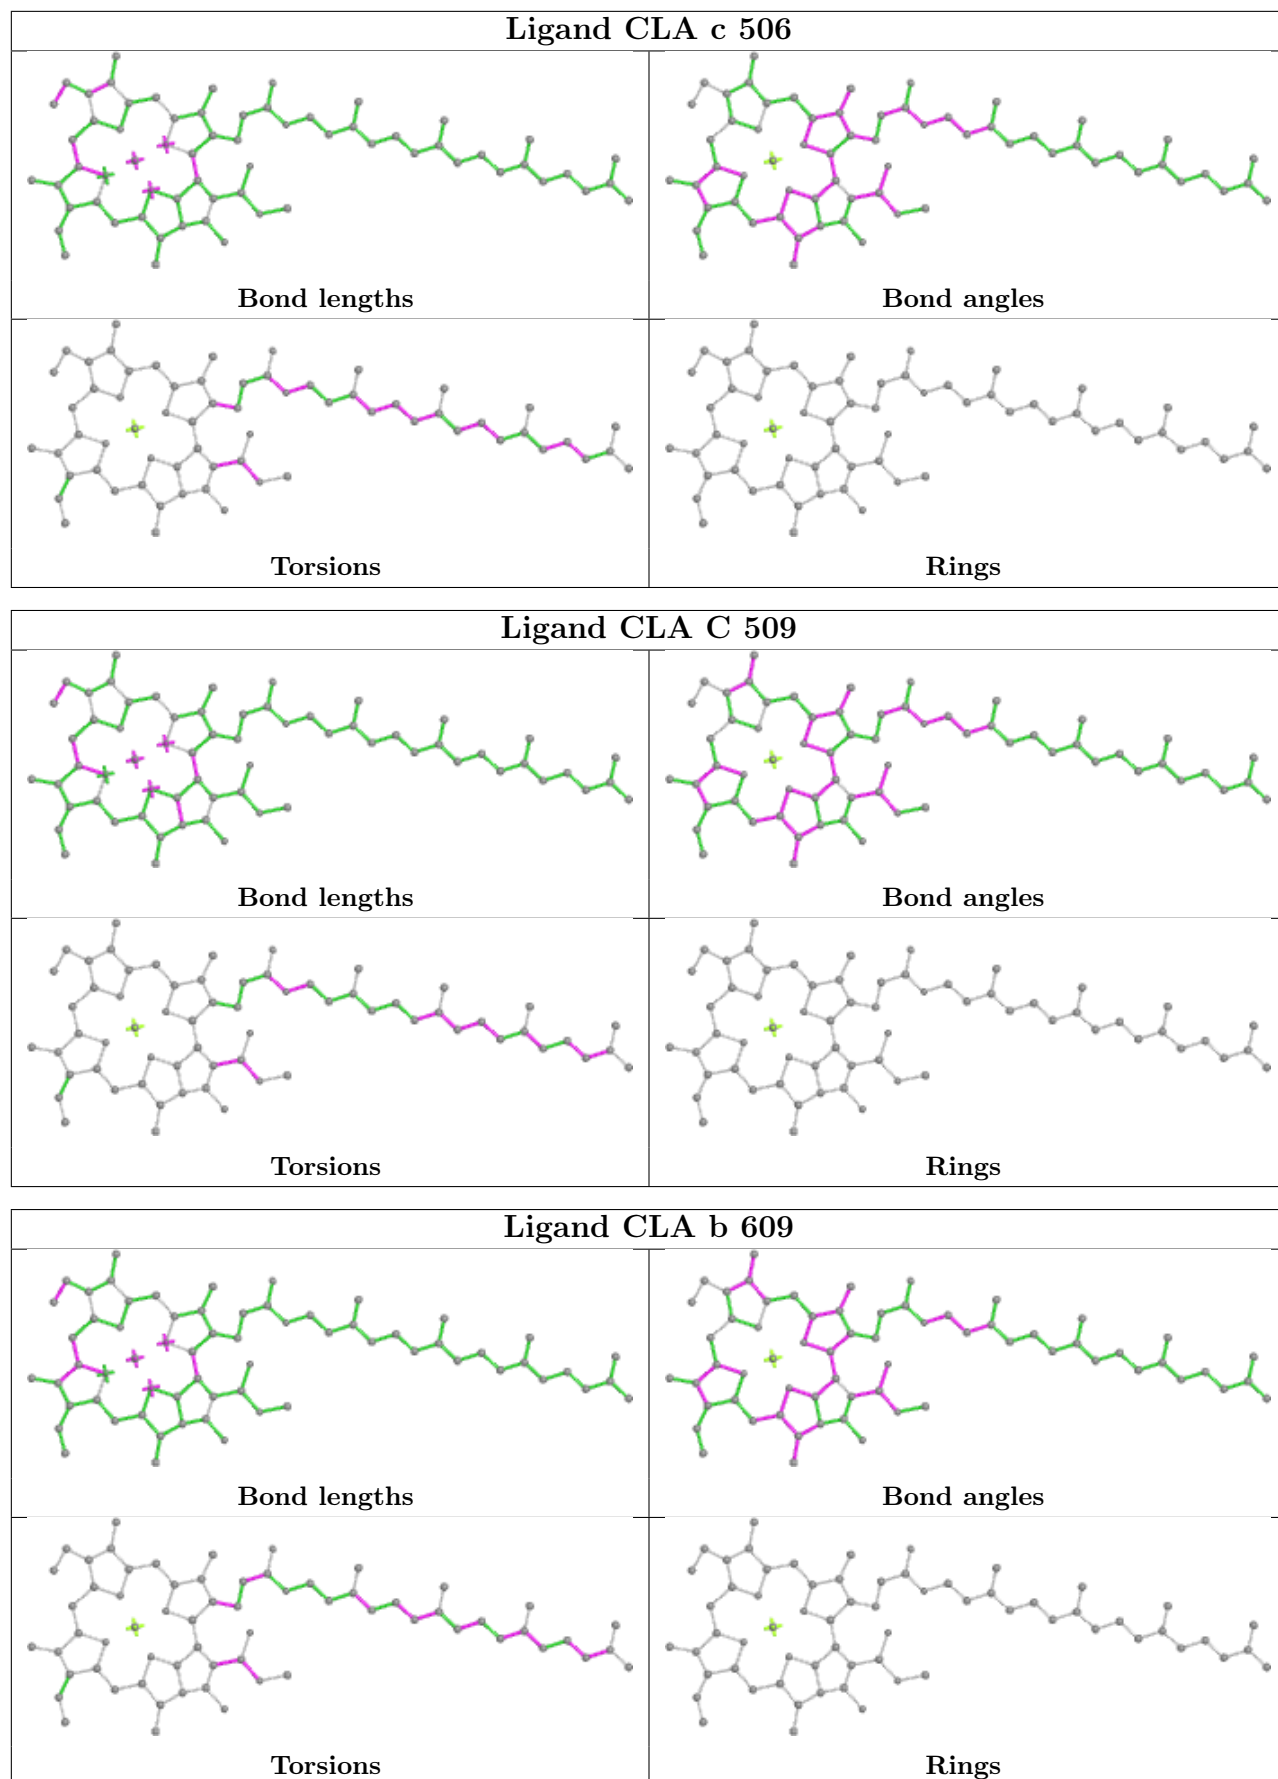 Ligand CLA c 506
Bond lengths
Bond angles
Torsions
Rings
Ligand CLA C 509
Bond lengths
Bond angles
Torsions
Rings
Ligand CLA b 609
Bond lengths
Bond angles
Torsions
Rings